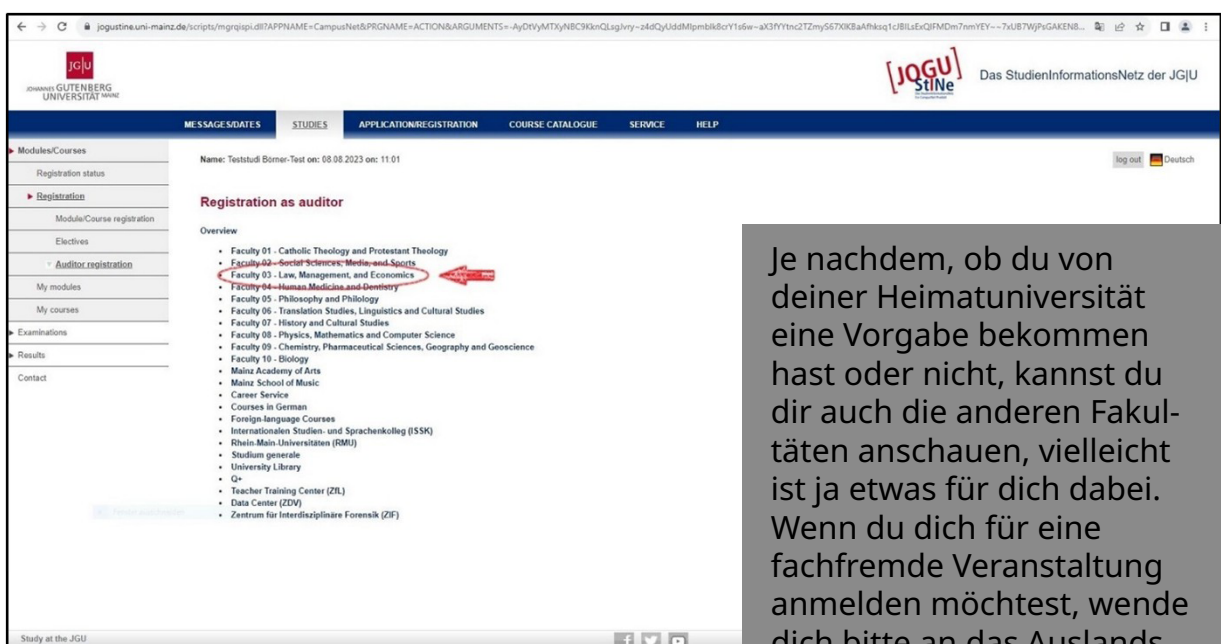 jogustine.uni-mainz.de/scripts/mgrqispi.dll?APPNAME=CampusNet&PRGNAME=ACTION&ARGUMENTS=
JG|U
JOHANNES GUTENBERG
UNIVERSITÄT MAINZ
[JOGU]
StINe
Das StudienInformationsNetz der JG|U
MESSAGES/DATES STUDIES APPLICATION/REGISTRATION COURSE CATALOGUE SERVICE HELP
Modules/Courses
Registration status
Registration
Module/Course registration
Electives
Auditor registration
My modules
My courses
Examinations
Results
Contact
Name: Teststudi Börner-Test on: 08.08.2023 on: 11:01
log out Deutsch
Registration as auditor
Overview
Faculty 01 - Catholic Theology and Protestant Theology
Faculty 02 - Social Sciences, Media, and Sports
Faculty 03 - Law, Management, and Economics
Faculty 04 - Human Medicine and Dentistry
Faculty 05 - Philosophy and Philology
Faculty 06 - Translation Studies, Linguistics and Cultural Studies
Faculty 07 - History and Cultural Studies
Faculty 08 - Physics, Mathematics and Computer Science
Faculty 09 - Chemistry, Pharmaceutical Sciences, Geography and Geoscience
Faculty 10 - Biology
Mainz Academy of Arts
Mainz School of Music
Career Service
Courses in German
Foreign-language Courses
Internationalen Studien- und Sprachenkolleg (ISSK)
Rhein-Main-Universitäten (RMU)
Studium generale
University Library
Q+
Teacher Training Center (ZfL)
Data Center (ZDV)
Zentrum für Interdisziplinäre Forensik (ZIF)
Study at the JGU
Je nachdem, ob du von
deiner Heimatuniversität
eine Vorgabe bekommen
hast oder nicht, kannst du
dir auch die anderen Fakul-
täten anschauen, vielleicht
ist ja etwas für dich dabei.
Wenn du dich für eine
fachfremde Veranstaltung
anmelden möchtest, wende
dich bitte an das Auslands